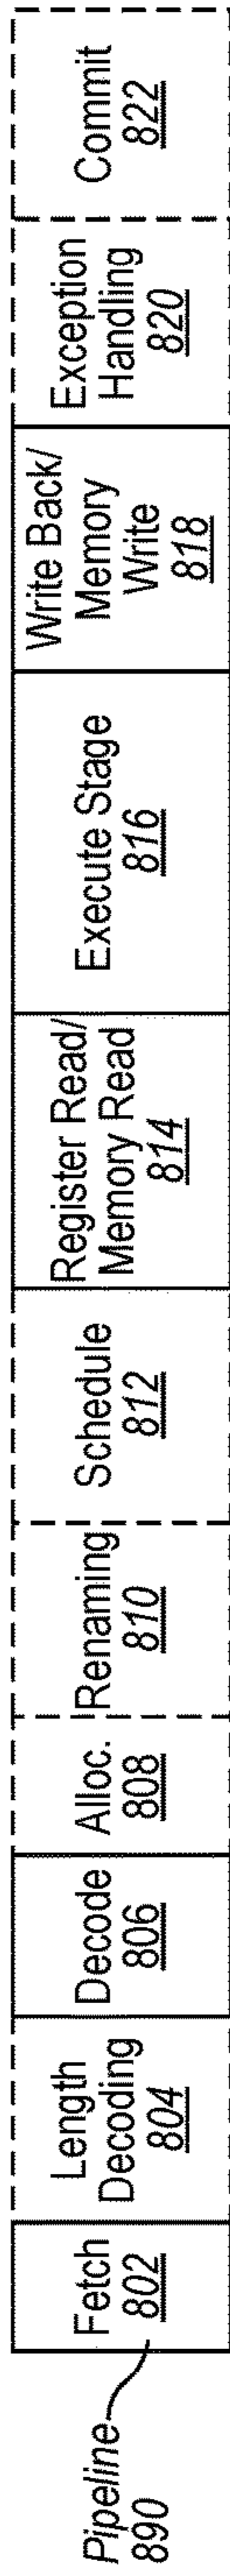 Pipeline
890
Fetch
802
Length
Decoding
804
Decode
806
Alloc.
808
Renaming
810
Schedule
812
Register Read/
Memory Read
814
Execute Stage
816
Write Back/
Memory
Write
818
Exception
Handling
820
Commit
822